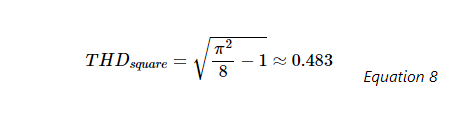 THD_square = √(π²/8 − 1) ≈ 0.483
Equation 8